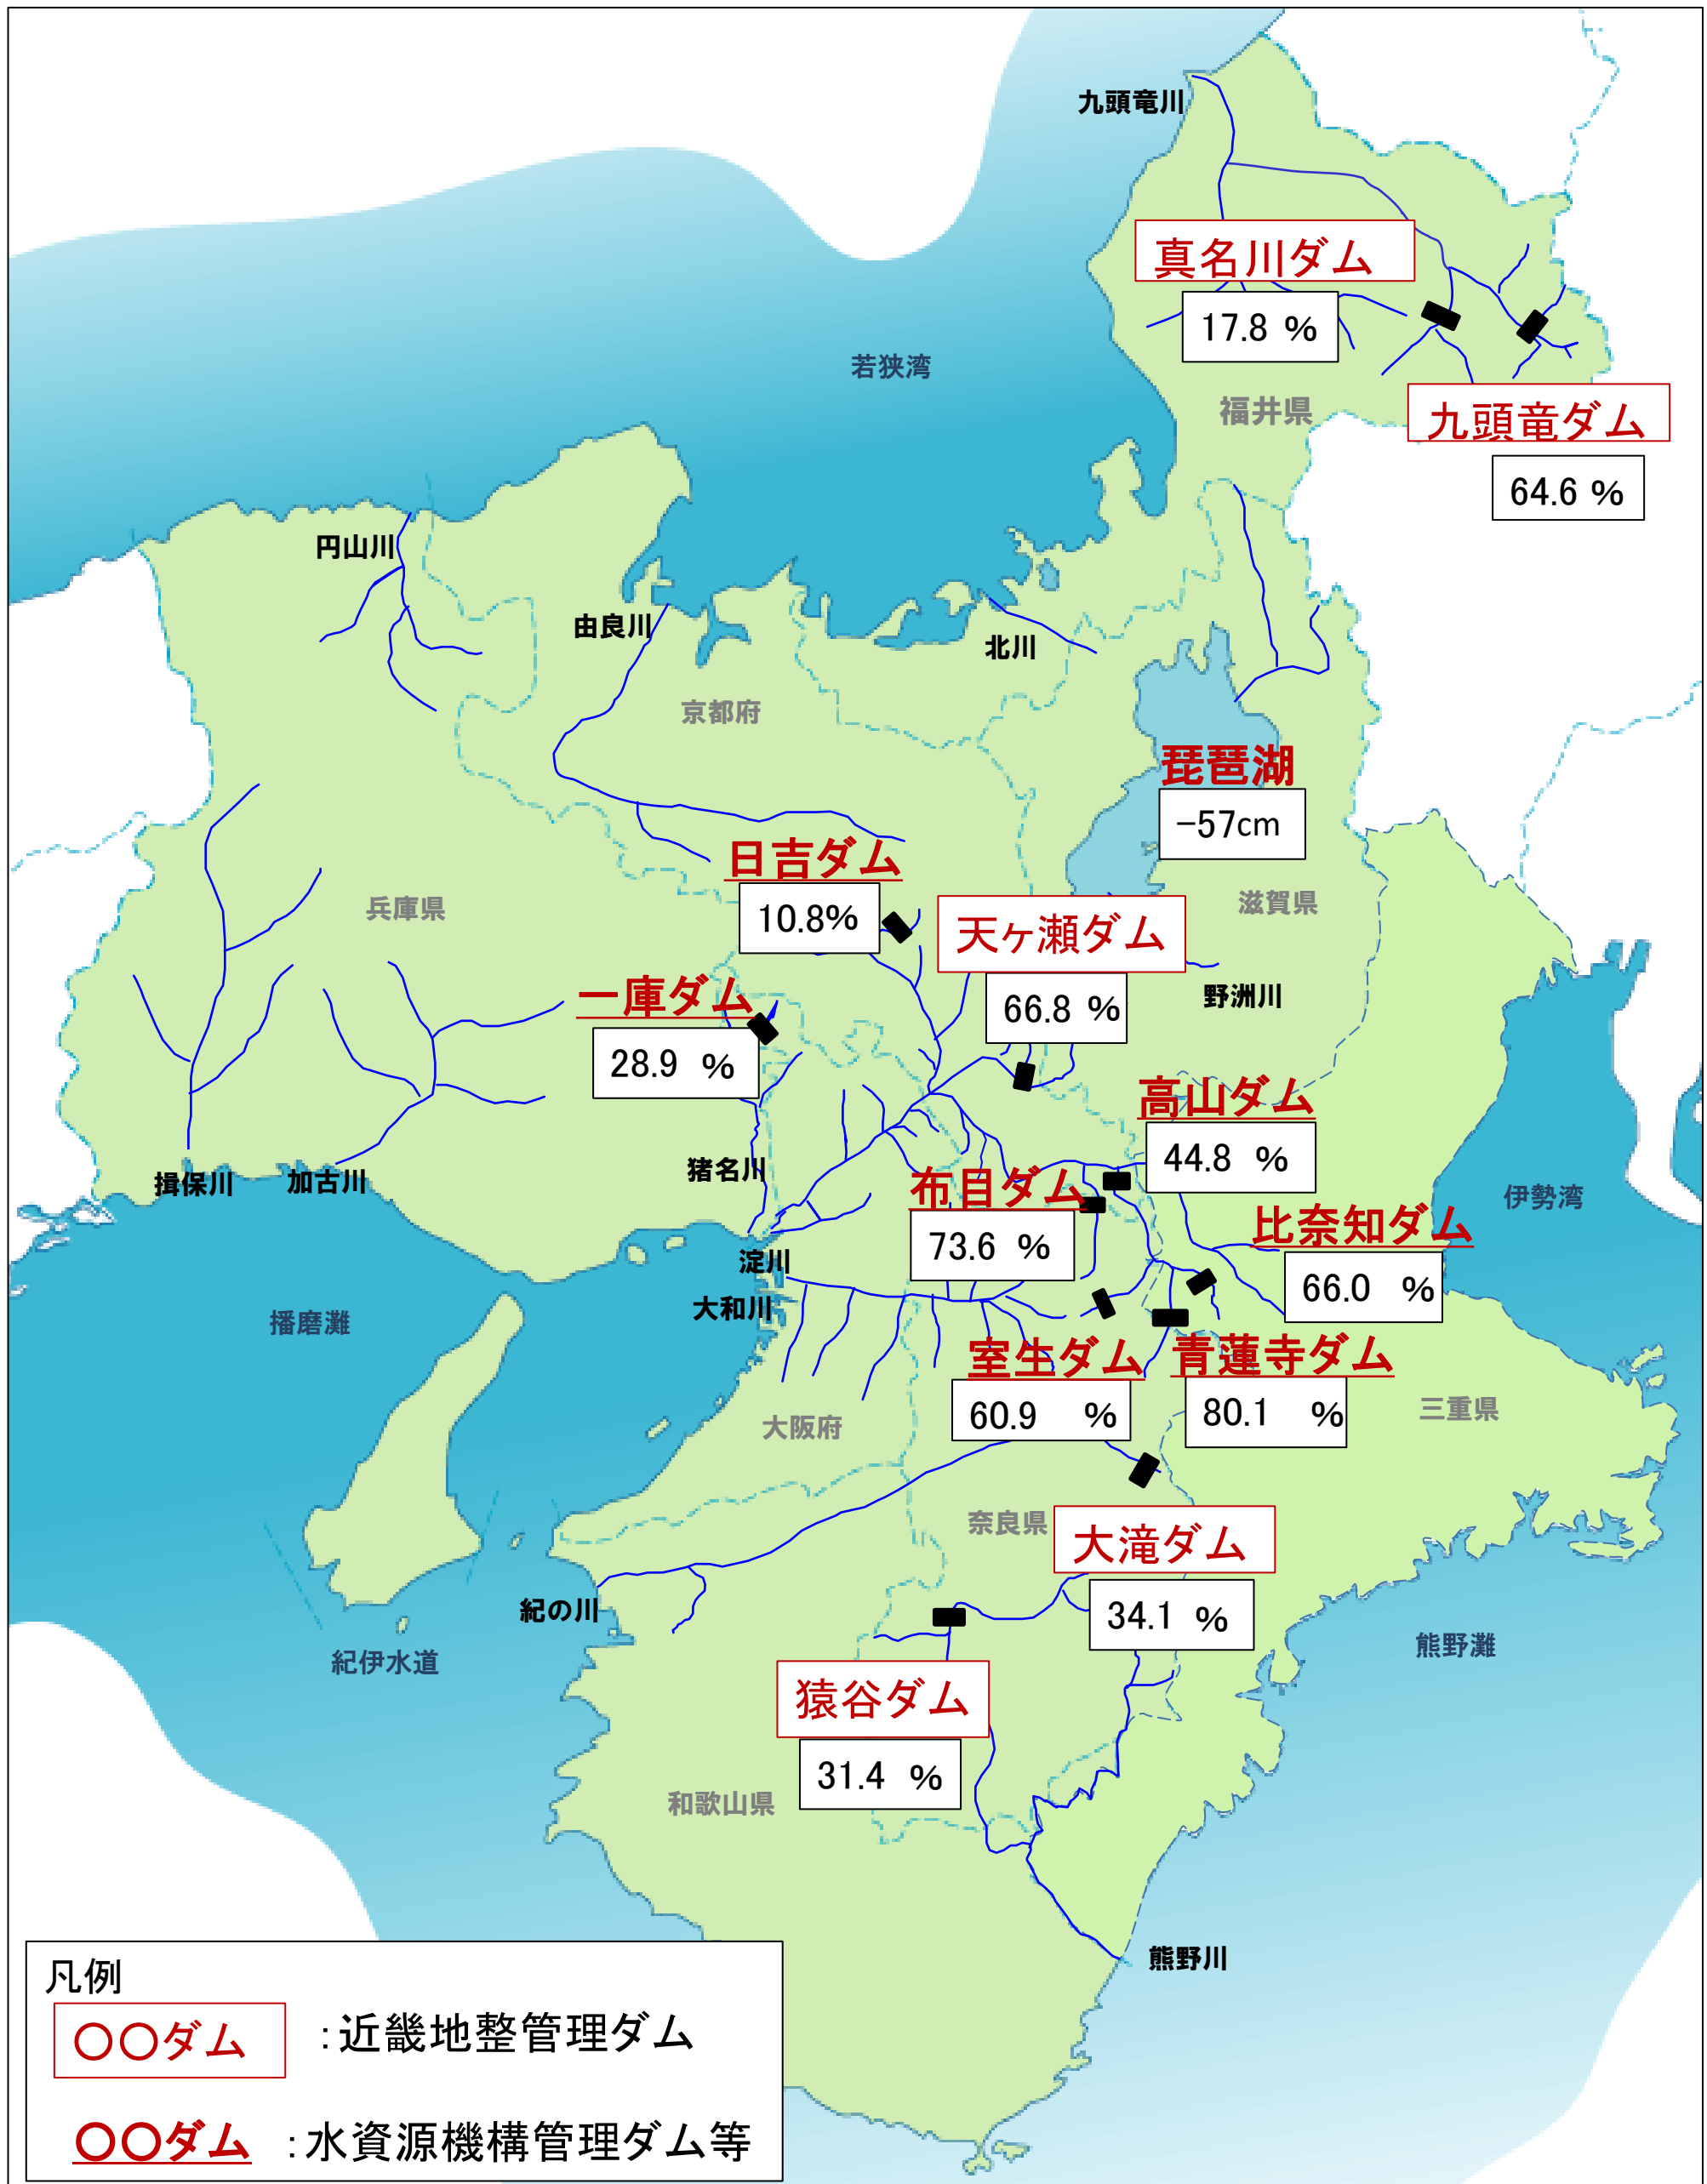 九頭竜川
真名川ダム
17.8 %
若狭湾
福井県
九頭竜ダム
64.6 %
円山川
由良川
北川
京都府
琵琶湖
-57cm
日吉ダム
10.8%
兵庫県
天ヶ瀬ダム
66.8 %
滋賀県
野洲川
一庫ダム
28.9 %
高山ダム
44.8 %
猪名川
揖保川
加古川
布目ダム
73.6 %
伊勢湾
比奈知ダム
66.0 %
淀川
大和川
播磨灘
室生ダム
60.9 %
青蓮寺ダム
80.1 %
三重県
大阪府
奈良県
大滝ダム
34.1 %
紀の川
紀伊水道
熊野灘
猿谷ダム
31.4 %
和歌山県
熊野川
凡例
〇〇ダム :近畿地整管理ダム
〇〇ダム :水資源機構管理ダム等